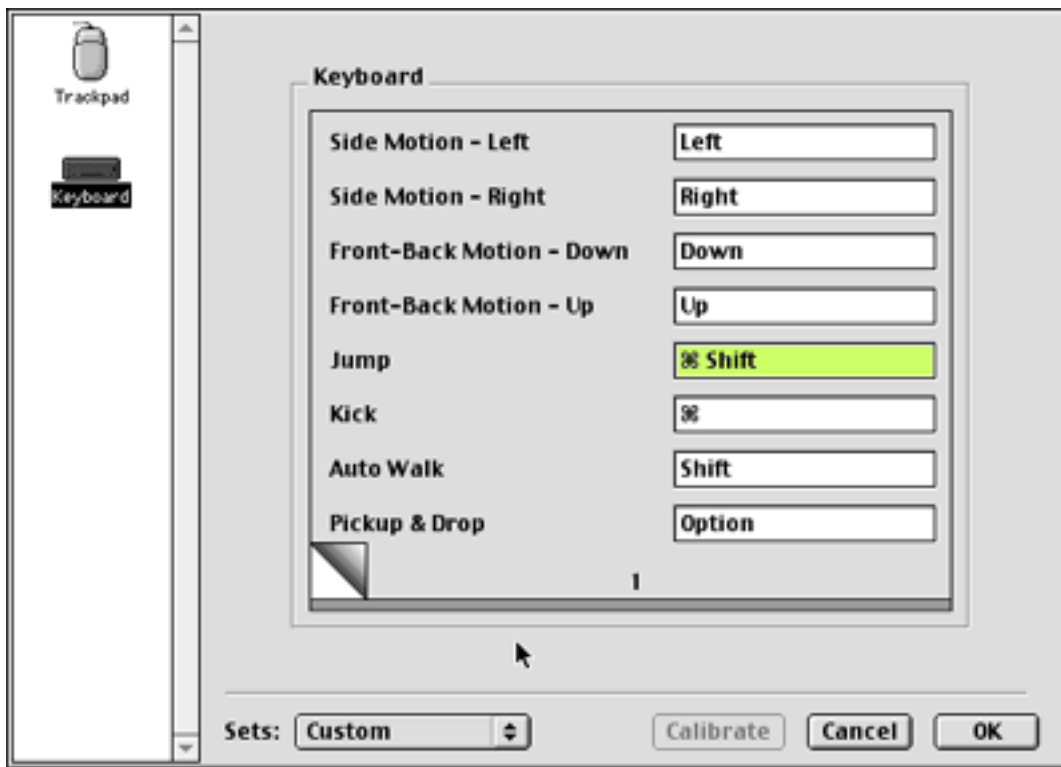 Trackpad
Keyboard
Keyboard
Side Motion - Left Left
Side Motion - Right Right
Front-Back Motion - Down Down
Front-Back Motion - Up Up
Jump ⌘ Shift
Kick ⌘
Auto Walk Shift
Pickup & Drop Option
1
Sets: Custom Calibrate Cancel OK